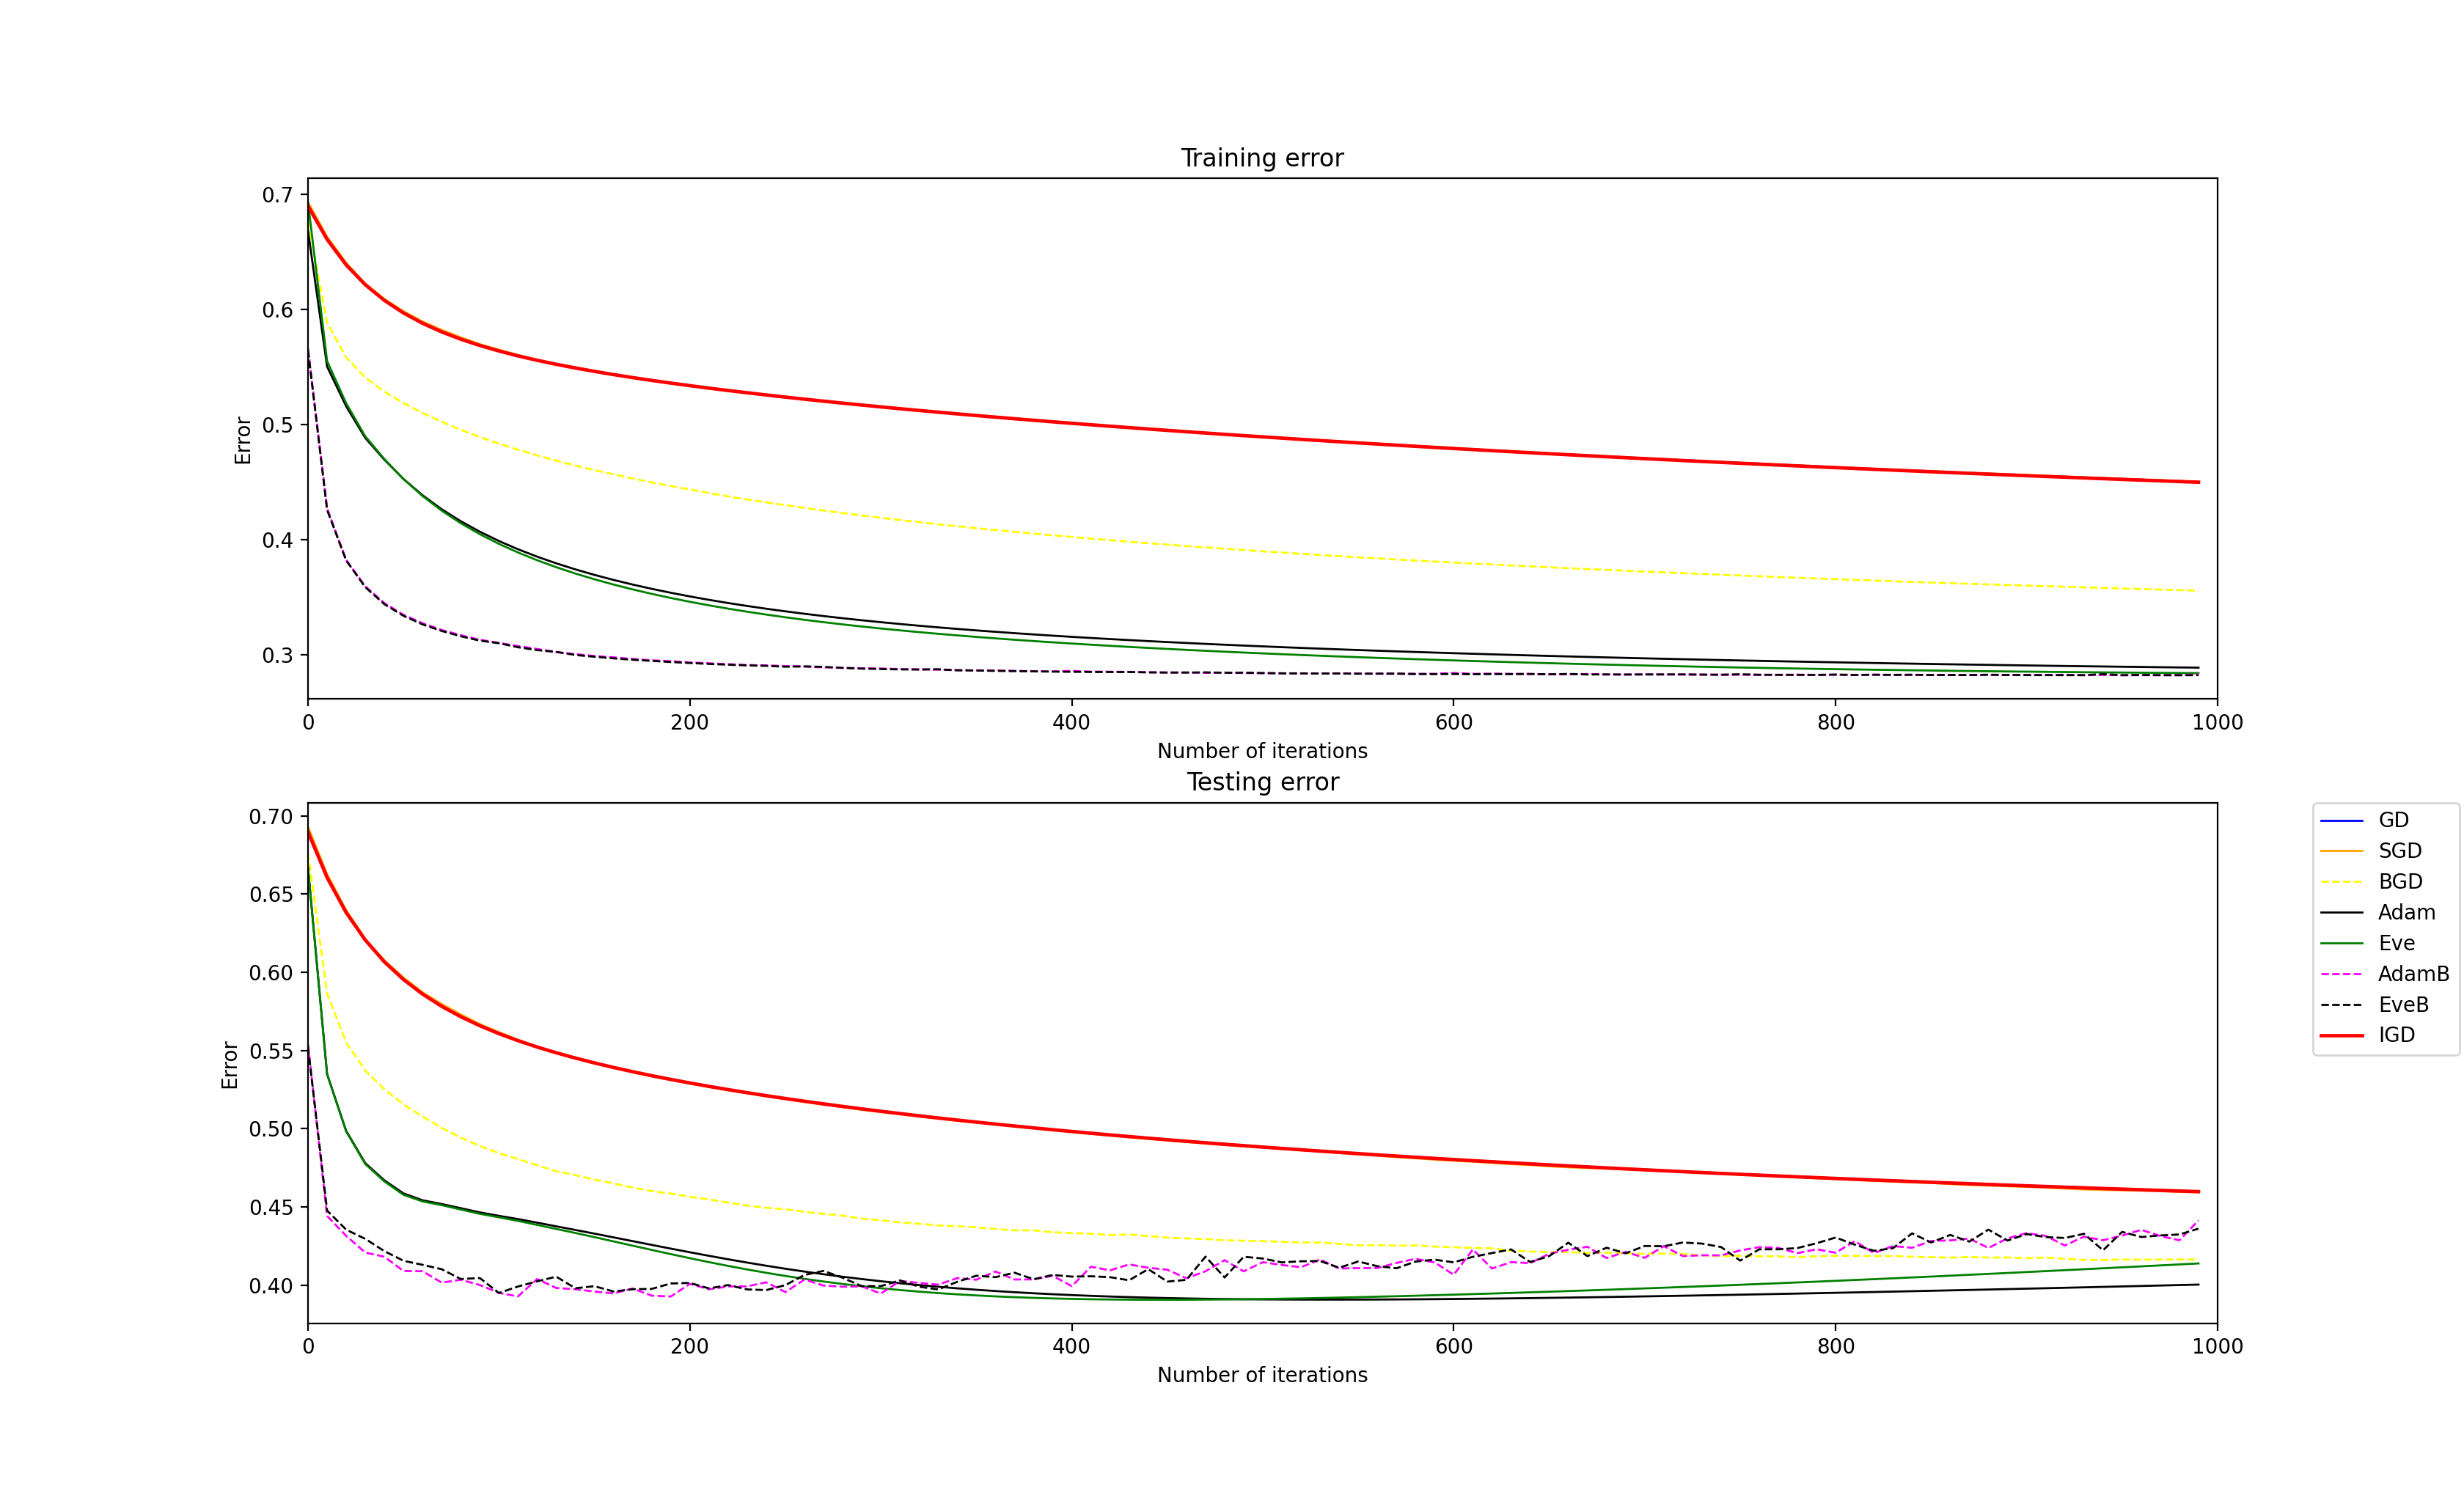 Training error
0.7
0.6
0.5
0.4
0.3
Error
0 200 400 600 800 1000
Number of iterations
Testing error
0.70
0.65
0.60
0.55
0.50
0.45
0.40
Error
0 200 400 600 800 1000
Number of iterations
GD
SGD
BGD
Adam
Eve
AdamB
EveB
IGD